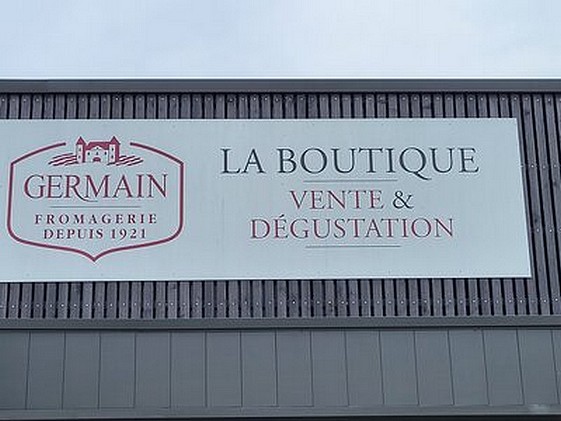 GERMAIN
FROMAGERIE
DEPUIS 1921
LA BOUTIQUE
VENTE &
DÉGUSTATION